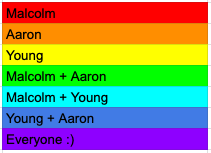 Malcolm
Aaron
Young
Malcolm + Aaron
Malcolm + Young
Young + Aaron
Everyone :)